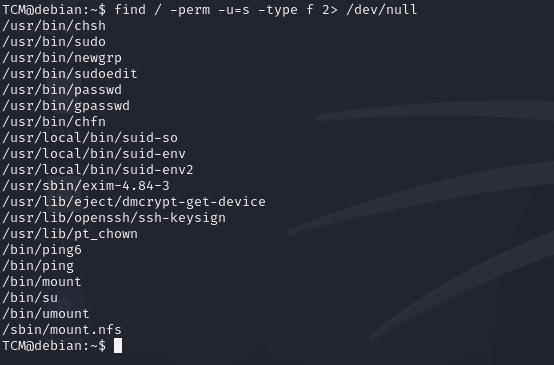 TCM@debian:~$ find / -perm -u=s -type f 2> /dev/null
/usr/bin/chsh
/usr/bin/sudo
/usr/bin/newgrp
/usr/bin/sudoedit
/usr/bin/passwd
/usr/bin/gpasswd
/usr/bin/chfn
/usr/local/bin/suid-so
/usr/local/bin/suid-env
/usr/local/bin/suid-env2
/usr/sbin/exim-4.84-3
/usr/lib/eject/dmcrypt-get-device
/usr/lib/openssh/ssh-keysign
/usr/lib/pt_chown
/bin/ping6
/bin/ping
/bin/mount
/bin/su
/bin/umount
/sbin/mount.nfs
TCM@debian:~$